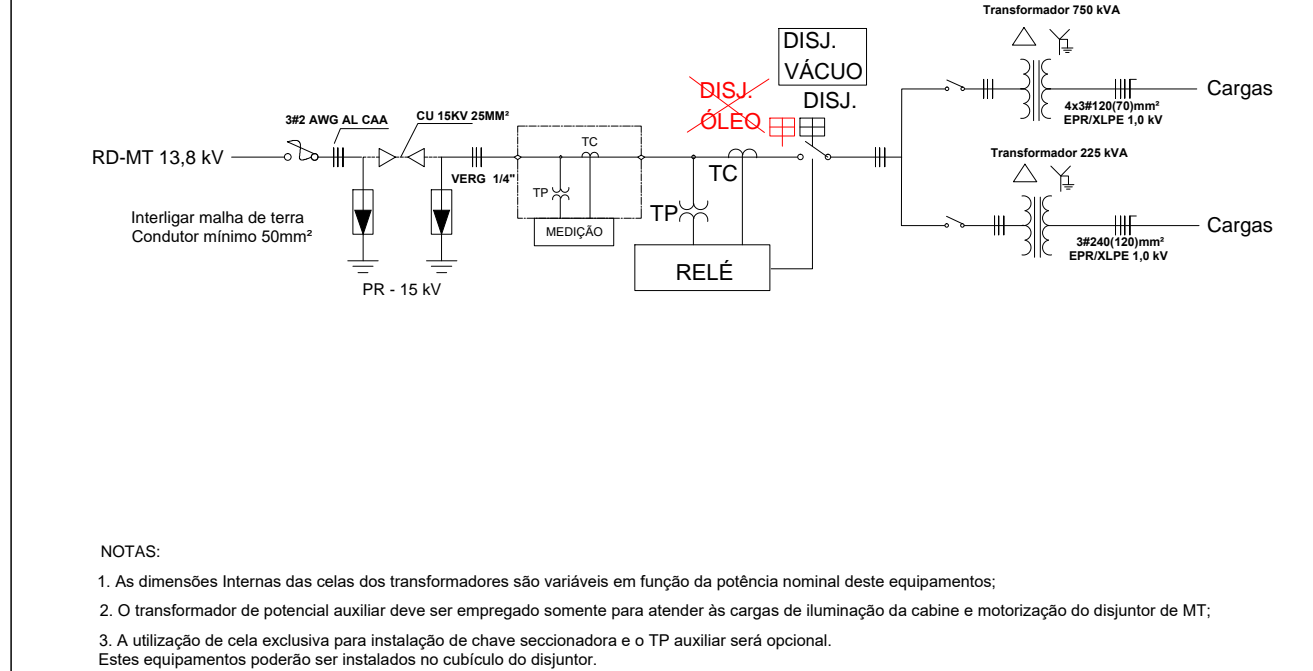 Transformador 750 kVA
DISJ.
VÁCUO
DISJ.
ÓLEO
DISJ.
Cargas
4x3#120(70)mm²
EPR/XLPE 1,0 kV
3#2 AWG AL CAA
CU 15KV 25MM²
TC
RD-MT 13,8 kV
VERG 1/4"
TP
MEDIÇÃO
TC
TP
RELÉ
Transformador 225 kVA
Cargas
3#240(120)mm²
EPR/XLPE 1,0 kV
Interligar malha de terra
Condutor mínimo 50mm²
PR - 15 kV
NOTAS:
1. As dimensões Internas das celas dos transformadores são variáveis em função da potência nominal deste equipamentos;
2. O transformador de potencial auxiliar deve ser empregado somente para atender às cargas de iluminação da cabine e motorização do disjuntor de MT;
3. A utilização de cela exclusiva para instalação de chave seccionadora e o TP auxiliar será opcional.
Estes equipamentos poderão ser instalados no cubículo do disjuntor.